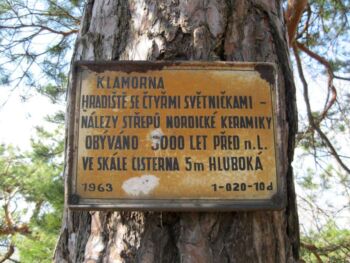 KLAMORNA
HRADIŠTĚ SE ČTYŘMI SVĚTNIČKAMI –
NÁLEZY STŘEPŮ NORDICKÉ KERAMIKY
OBÝVÁNO 3000 LET PŘED n.L.
VE SKÁLE CISTERNA 5m HLUBOKÁ
1963 1-020-10d